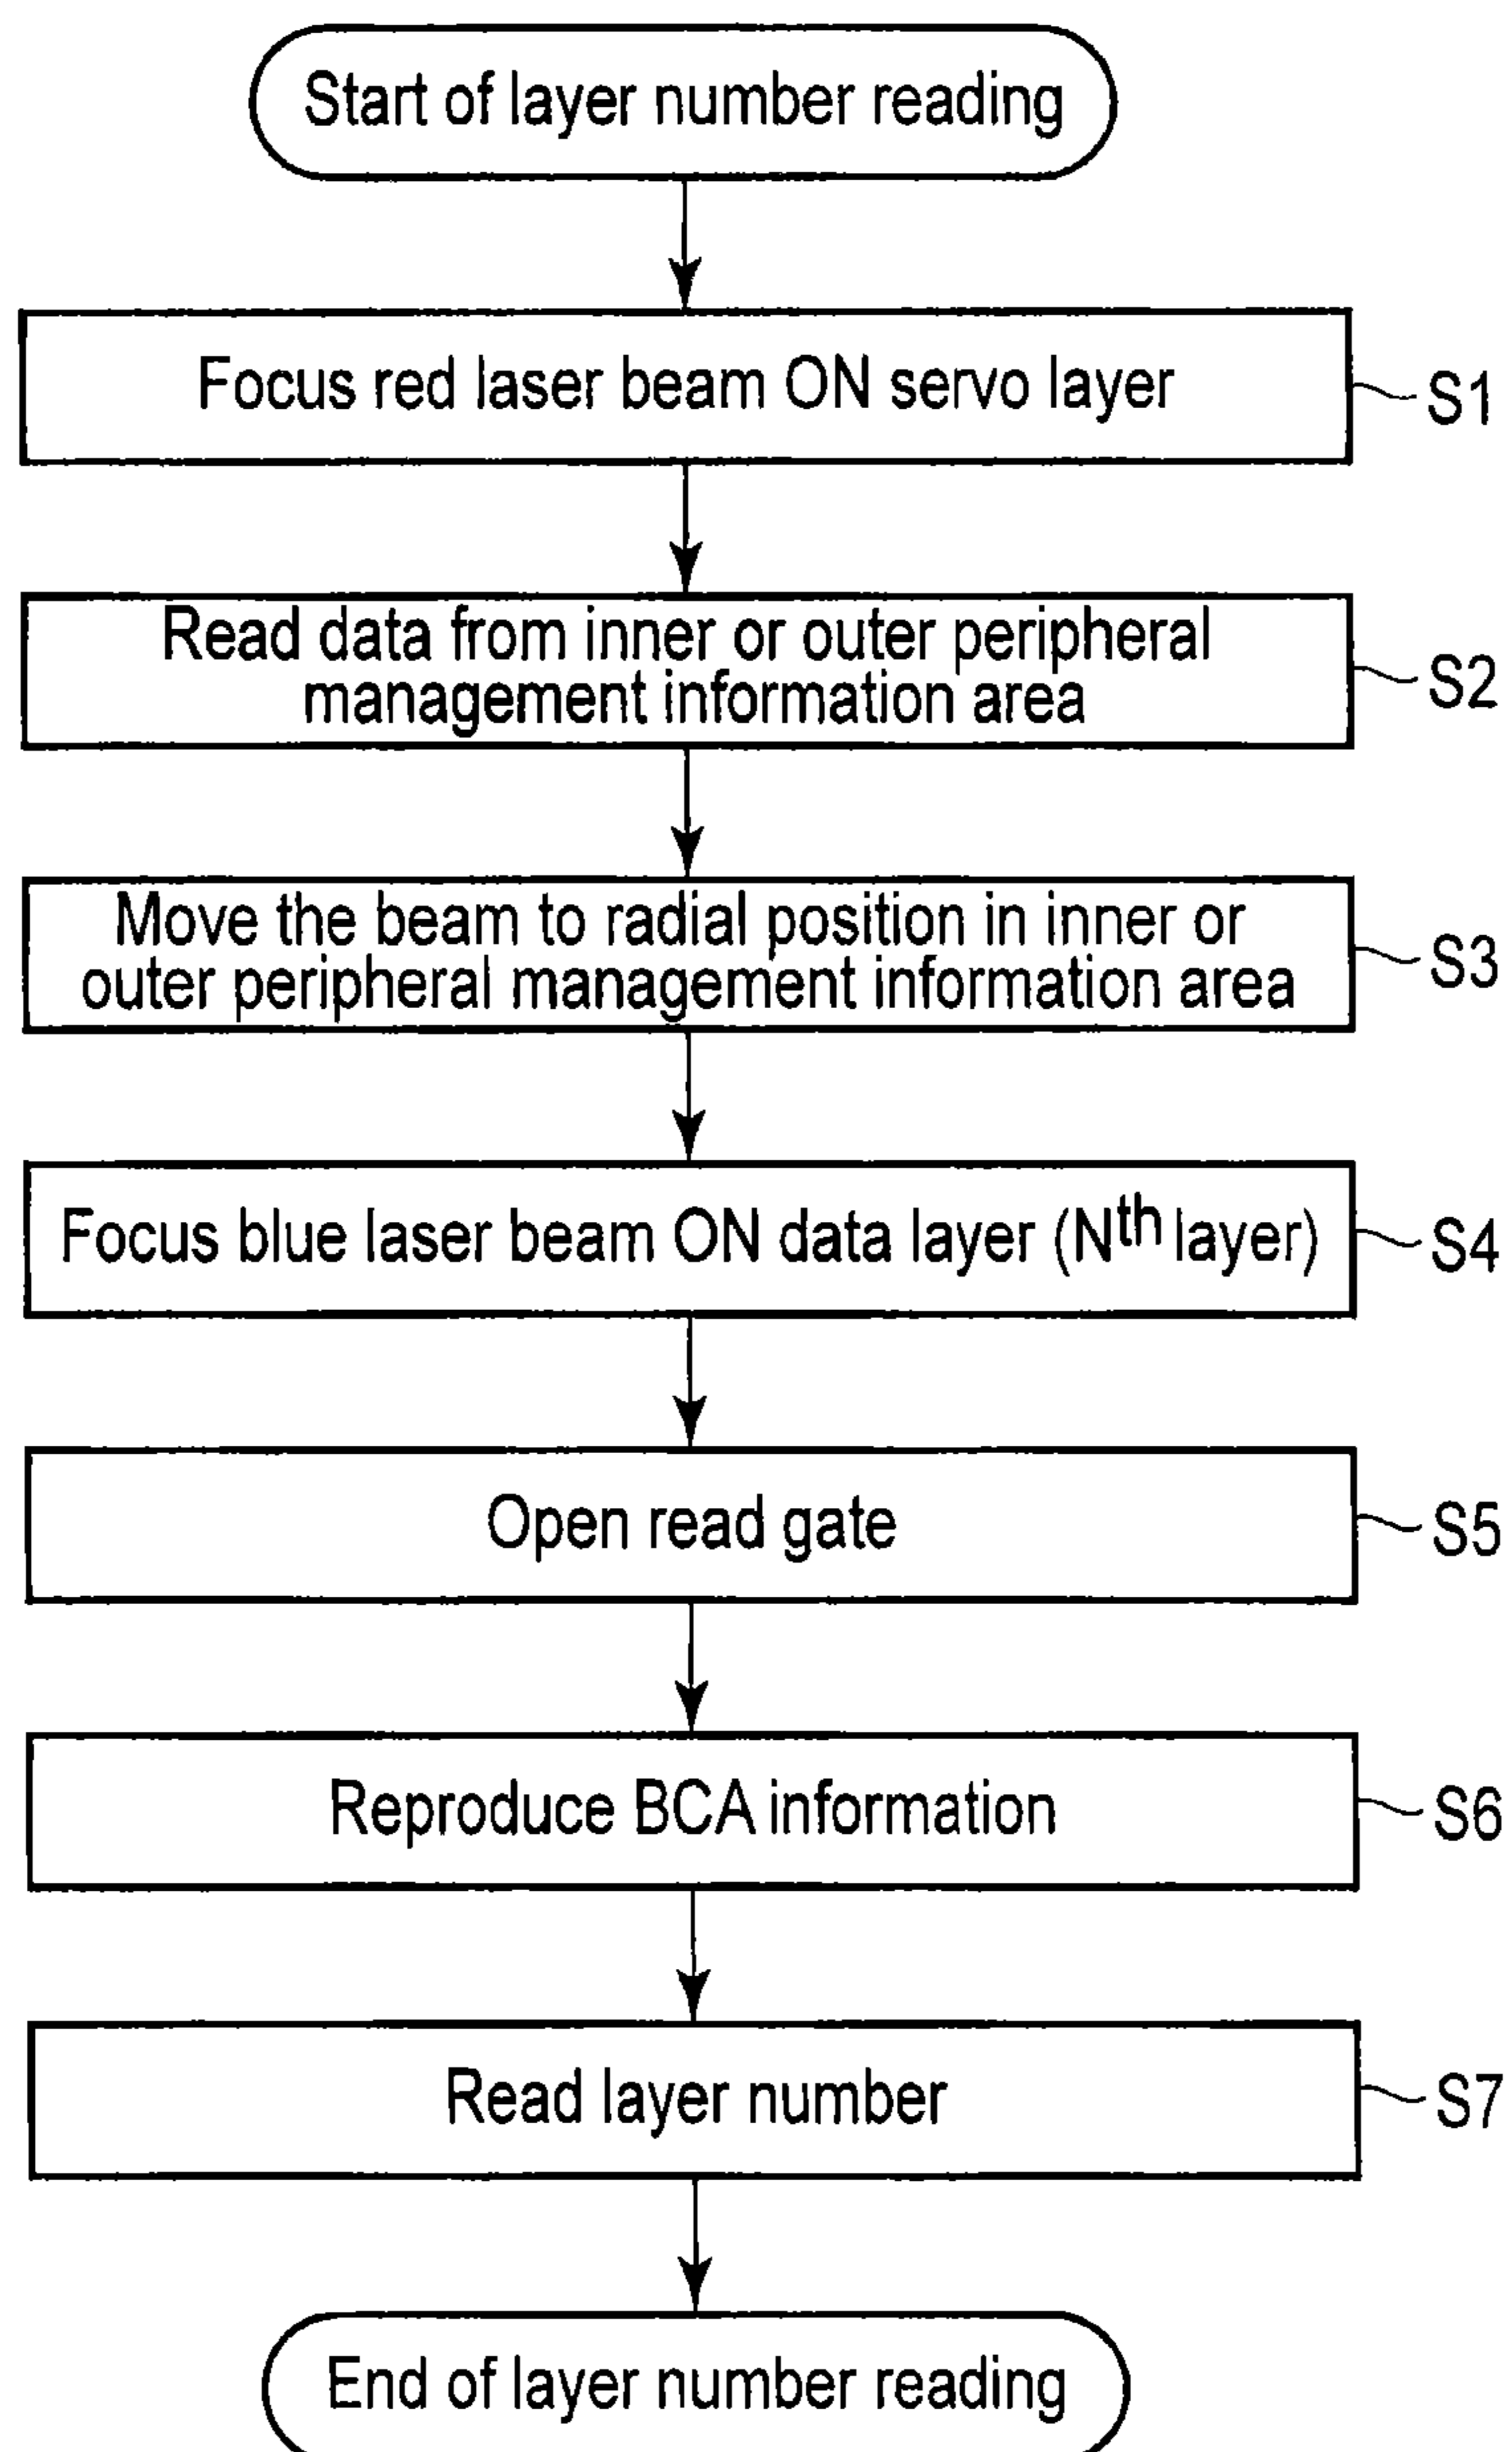 Start of layer number reading
Focus red laser beam ON servo layer
S1
Read data from inner or outer peripheral
management information area
S2
Move the beam to radial position in inner or
outer peripheral management information area
S3
Focus blue laser beam ON data layer (Nth layer)
S4
Open read gate
S5
Reproduce BCA information
S6
Read layer number
S7
End of layer number reading